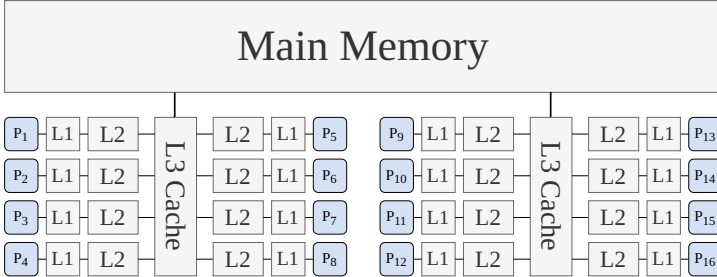 Main Memory
P1 L1 L2 L2 L1 P5 P9 L1 L2 L2 L1 P13
P2 L1 L2 L2 L1 P6 P10 L1 L2 L2 L1 P14
P3 L1 L2 L2 L1 P7 P11 L1 L2 L2 L1 P15
P4 L1 L2 L2 L1 P8 P12 L1 L2 L2 L1 P16
L3 Cache
L3 Cache